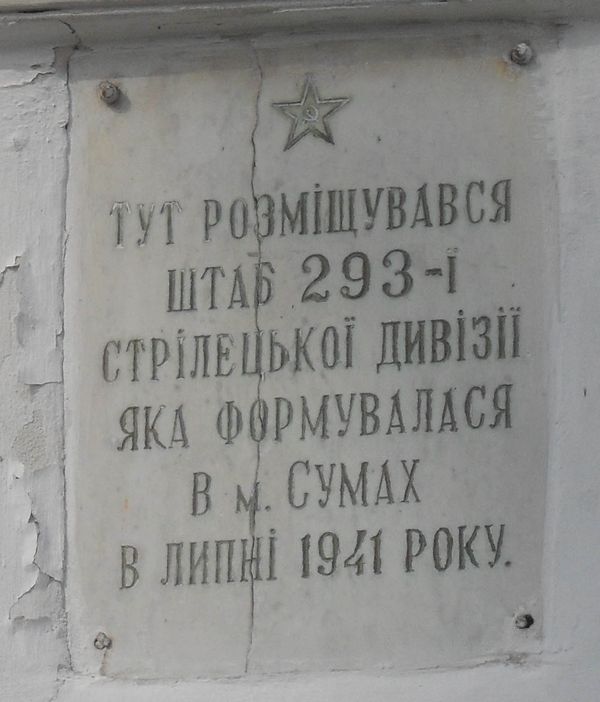 ТУТ РОЗМІЩУВАВСЯ
ШТАБ 293-Ї
СТРІЛЕЦЬКОЇ ДИВІЗІЇ
ЯКА ФОРМУВАЛАСЯ
В м. СУМАХ
В ЛИПНІ 1941 РОКУ.